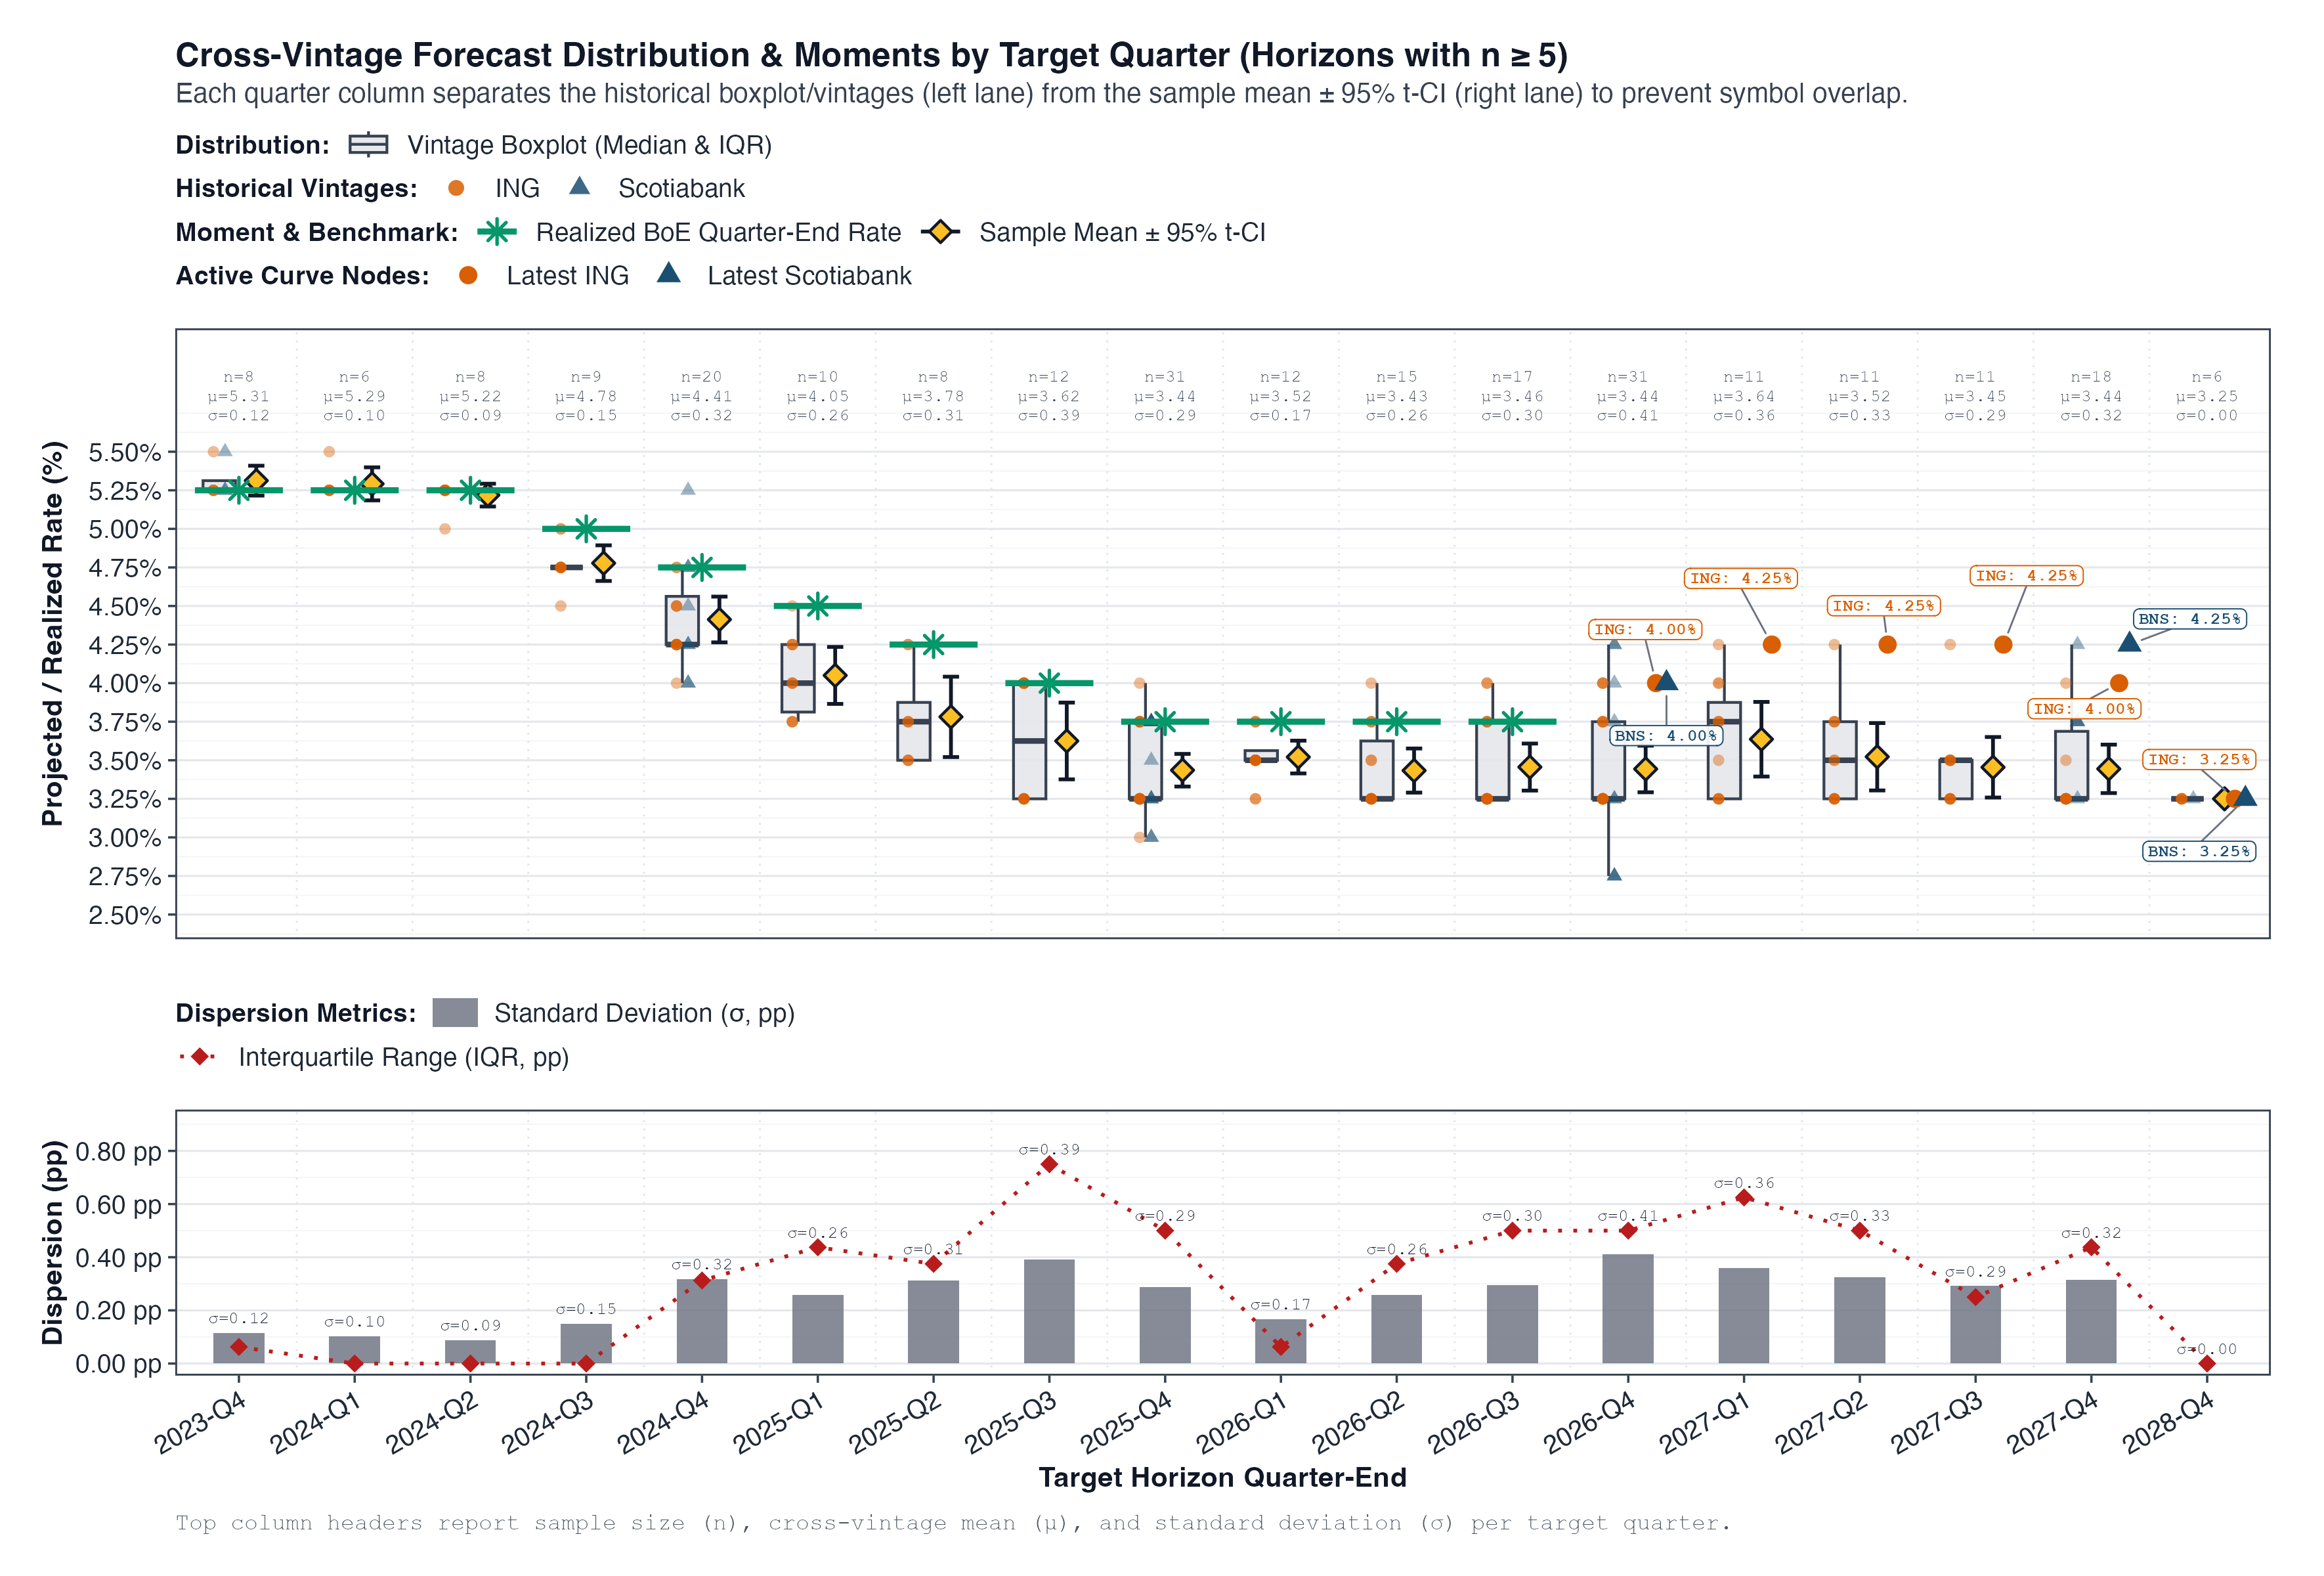 Cross-Vintage Forecast Distribution & Moments by Target Quarter (Horizons with n ≥ 5)
Each quarter column separates the historical boxplot/vintages (left lane) from the sample mean ± 95% t-CI (right lane) to prevent symbol overlap.
Distribution: Vintage Boxplot (Median & IQR)
Historical Vintages: ING Scotiabank
Moment & Benchmark: Realized BoE Quarter-End Rate Sample Mean ± 95% t-CI
Active Curve Nodes: Latest ING Latest Scotiabank
n=8 n=6 n=8 n=9 n=20 n=10 n=8 n=12 n=31 n=12 n=15 n=17 n=31 n=11 n=11 n=11 n=18 n=6
μ=5.31 μ=5.29 μ=5.22 μ=4.78 μ=4.41 μ=4.05 μ=3.78 μ=3.62 μ=3.44 μ=3.52 μ=3.43 μ=3.46 μ=3.44 μ=3.64 μ=3.52 μ=3.45 μ=3.44 μ=3.25
σ=0.12 σ=0.10 σ=0.09 σ=0.15 σ=0.32 σ=0.26 σ=0.31 σ=0.39 σ=0.29 σ=0.17 σ=0.26 σ=0.30 σ=0.41 σ=0.36 σ=0.33 σ=0.29 σ=0.32 σ=0.00
Projected / Realized Rate (%)
5.50%
5.25%
5.00%
4.75%
4.50%
4.25%
4.00%
3.75%
3.50%
3.25%
3.00%
2.75%
2.50%
ING: 4.00%
BNS: 4.00%
ING: 4.25%
ING: 4.25%
ING: 4.25%
BNS: 4.25%
ING: 4.00%
ING: 3.25%
BNS: 3.25%
Dispersion Metrics: Standard Deviation (σ, pp)
Interquartile Range (IQR, pp)
Dispersion (pp)
0.80 pp
0.60 pp
0.40 pp
0.20 pp
0.00 pp
σ=0.12 σ=0.10 σ=0.09 σ=0.15 σ=0.32 σ=0.26 σ=0.31 σ=0.39 σ=0.29 σ=0.17 σ=0.26 σ=0.30 σ=0.41 σ=0.36 σ=0.33 σ=0.29 σ=0.32 σ=0.00
2023-Q4 2024-Q1 2024-Q2 2024-Q3 2024-Q4 2025-Q1 2025-Q2 2025-Q3 2025-Q4 2026-Q1 2026-Q2 2026-Q3 2026-Q4 2027-Q1 2027-Q2 2027-Q3 2027-Q4 2028-Q4
Target Horizon Quarter-End
Top column headers report sample size (n), cross-vintage mean (μ), and standard deviation (σ) per target quarter.